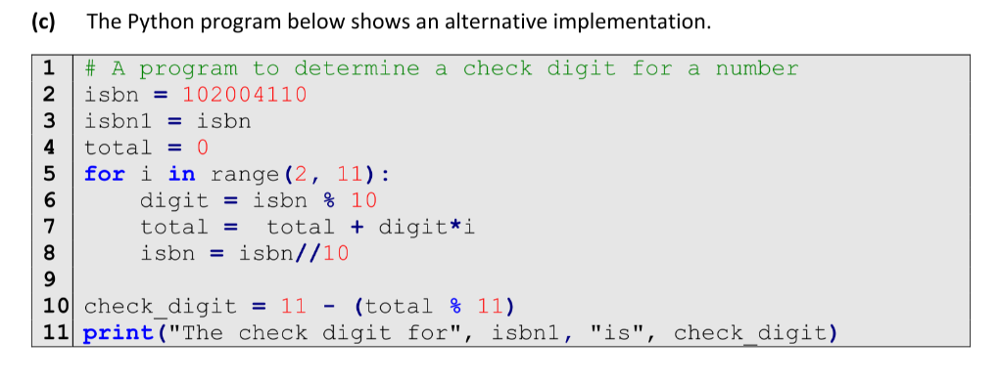 (c) The Python program below shows an alternative implementation.
1 # A program to determine a check digit for a number
2 isbn = 102004110
3 isbn1 = isbn
4 total = 0
5 for i in range(2, 11):
6 digit = isbn % 10
7 total = total + digit*i
8 isbn = isbn//10
9
10 check_digit = 11 - (total % 11)
11 print("The check digit for", isbn1, "is", check_digit)